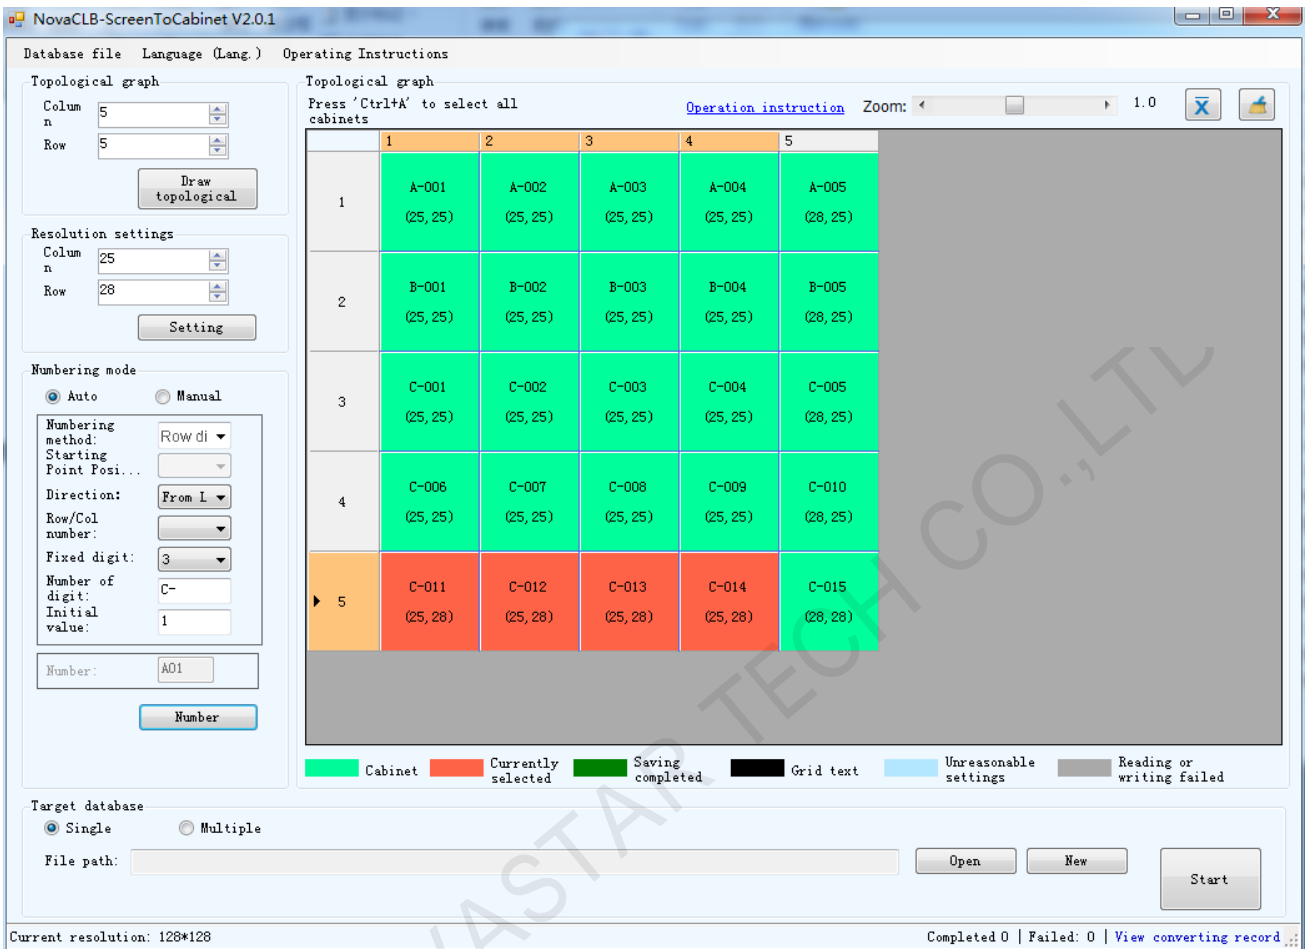 NovaCLB-ScreenToCabinet V2.0.1
Database file Language (Lang.) Operating Instructions
Topological graph
Colum
n
5
Row 5
Draw
topological
Resolution settings
Colum
n
25
Row 28
Setting
Numbering mode
Auto Manual
Numbering
method:
Row di
Starting
Point Posi...
Direction: From L
Row/Col
number:
Fixed digit: 3
Number of
digit:
C-
Initial
value:
1
Number: A01
Number
Topological graph
Press 'Ctrl+A' to select all
cabinets
Operation instruction Zoom: 1.0
1 2 3 4 5
1
A-001 A-002 A-003 A-004 A-005
(25, 25) (25, 25) (25, 25) (25, 25) (28, 25)
2
B-001 B-002 B-003 B-004 B-005
(25, 25) (25, 25) (25, 25) (25, 25) (28, 25)
3
C-001 C-002 C-003 C-004 C-005
(25, 25) (25, 25) (25, 25) (25, 25) (28, 25)
4
C-006 C-007 C-008 C-009 C-010
(25, 25) (25, 25) (25, 25) (25, 25) (28, 25)
5
C-011 C-012 C-013 C-014 C-015
(25, 28) (25, 28) (25, 28) (25, 28) (28, 28)
Cabinet
Currently
selected
Saving
completed
Grid text
Unreasonable
settings
Reading or
writing failed
Target database
Single Multiple
File path: Open New
Start
Current resolution: 128*128
Completed 0 | Failed: 0 | View converting record
VASTAR TECH CO.,LTD